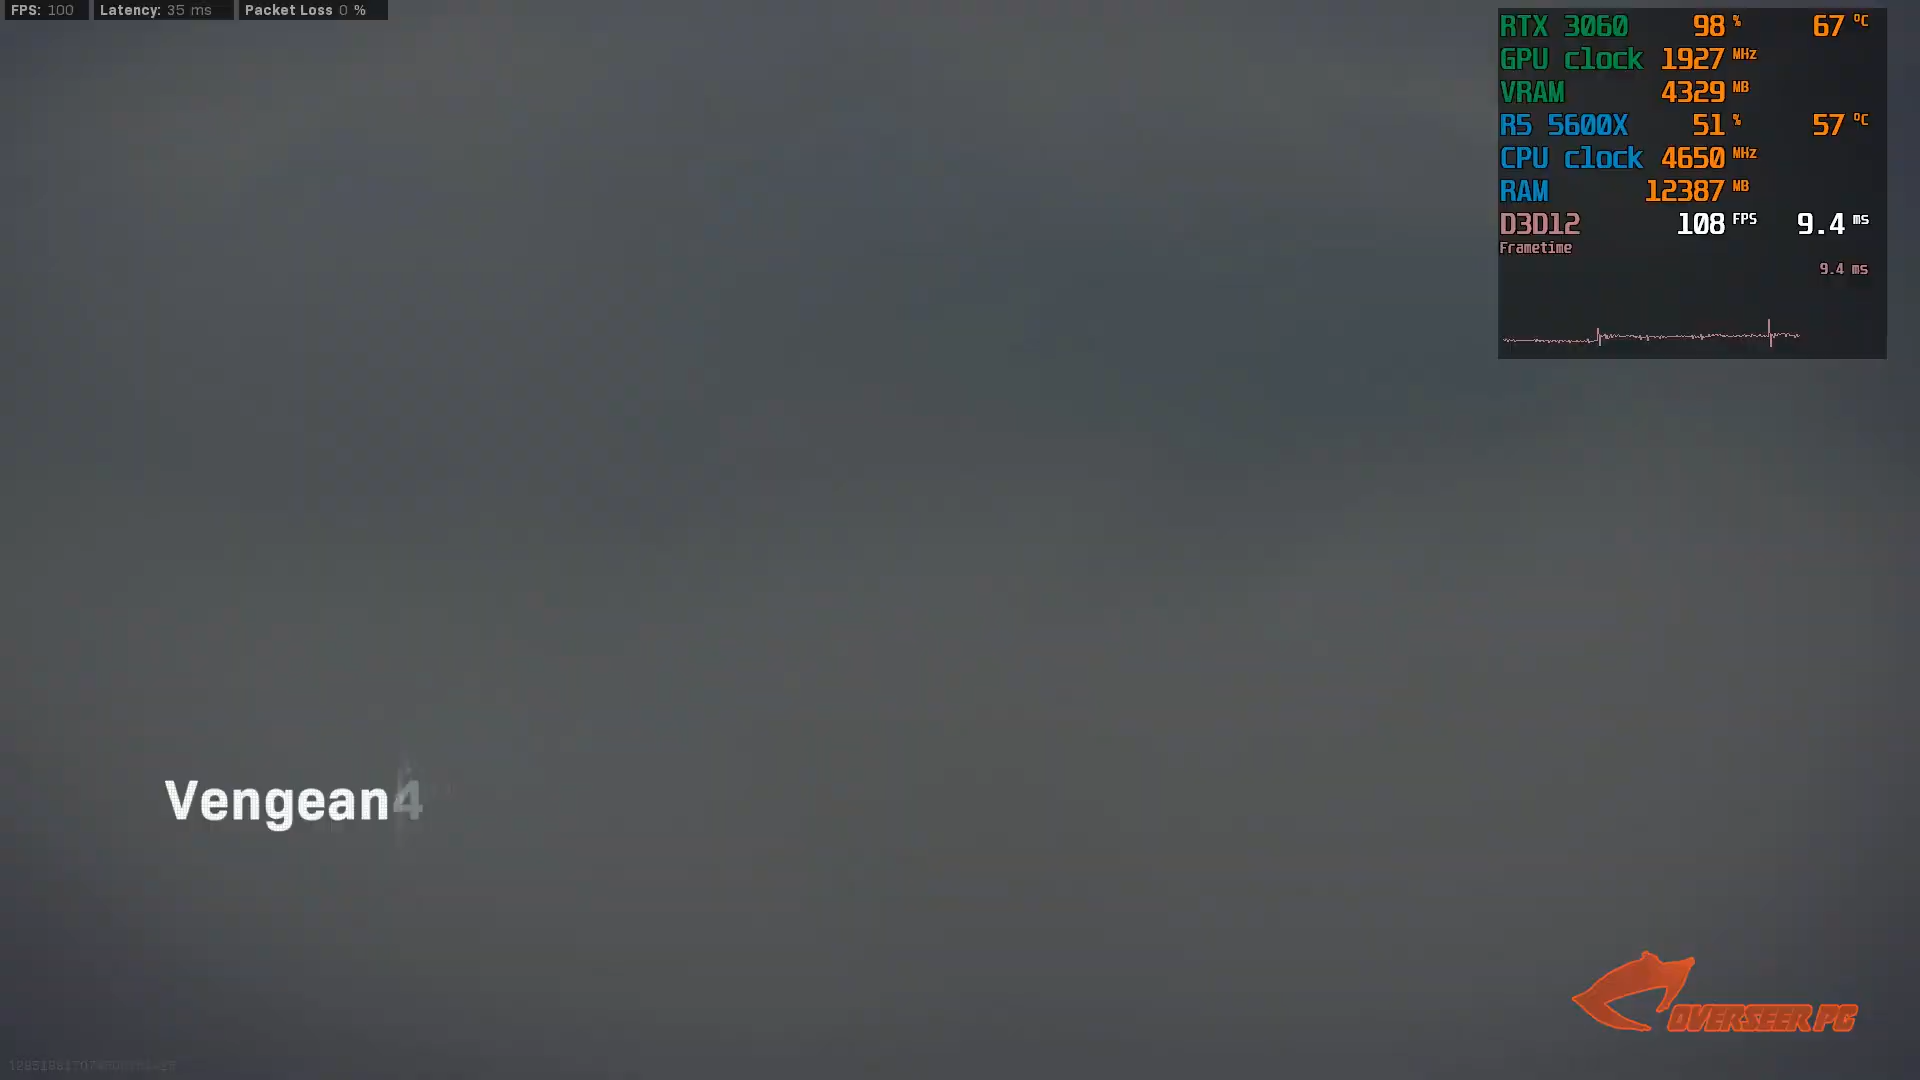 FPS: 100 Latency: 35 ms Packet Loss 0 %
RTX 3060 98 % 67 °C
GPU clock 1927 MHz
VRAM 4329 MB
R5 5600X 51 % 57 °C
CPU clock 4650 MHz
RAM 12387 MB
D3D12 108 FPS 9.4 ms
Frametime
9.4 ms
Vengean4
OVERSEER PG